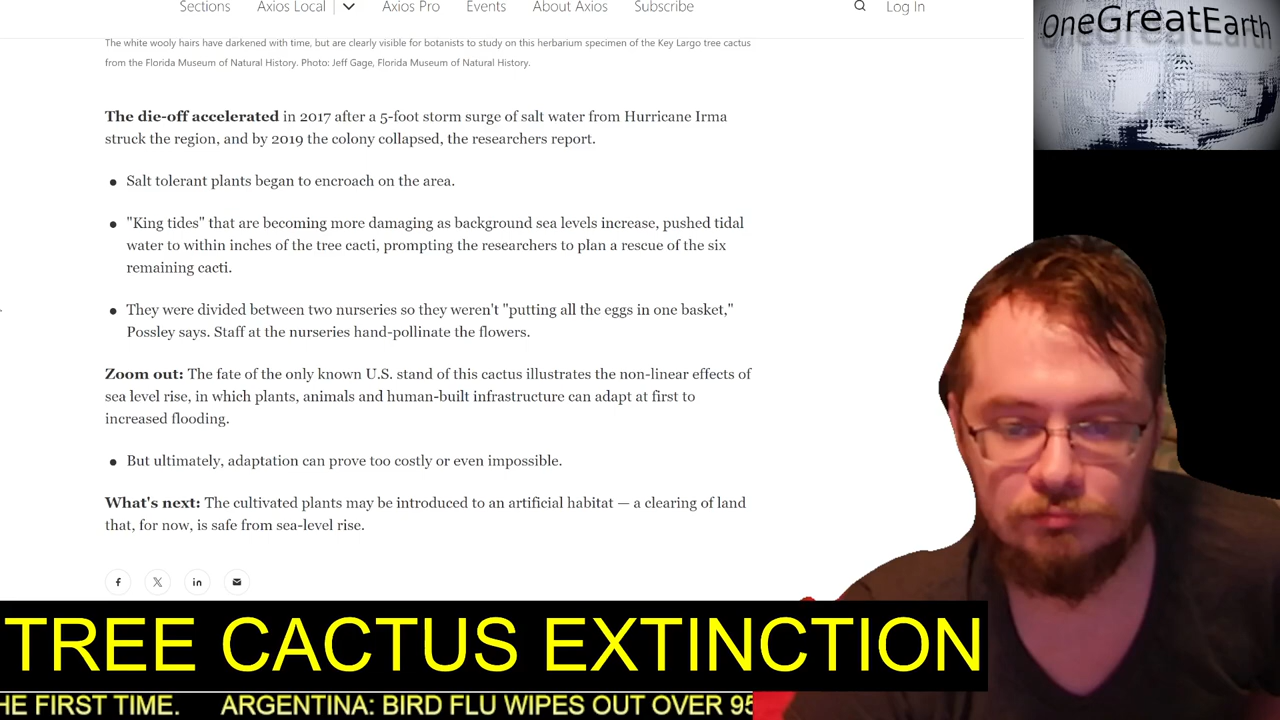 Sections Axios Local Axios Pro Events About Axios Subscribe Log In
OneGreatEarth
The white wooly hairs have darkened with time, but are clearly visible for botanists to study on this herbarium specimen of the Key Largo tree cactus
from the Florida Museum of Natural History. Photo: Jeff Gage, Florida Museum of Natural History.
The die-off accelerated in 2017 after a 5-foot storm surge of salt water from Hurricane Irma
struck the region, and by 2019 the colony collapsed, the researchers report.
• Salt tolerant plants began to encroach on the area.
• "King tides" that are becoming more damaging as background sea levels increase, pushed tidal
water to within inches of the tree cacti, prompting the researchers to plan a rescue of the six
remaining cacti.
• They were divided between two nurseries so they weren't "putting all the eggs in one basket,"
Possley says. Staff at the nurseries hand-pollinate the flowers.
Zoom out: The fate of the only known U.S. stand of this cactus illustrates the non-linear effects of
sea level rise, in which plants, animals and human-built infrastructure can adapt at first to
increased flooding.
• But ultimately, adaptation can prove too costly or even impossible.
What's next: The cultivated plants may be introduced to an artificial habitat — a clearing of land
that, for now, is safe from sea-level rise.
TREE CACTUS EXTINCTION
HE FIRST TIME. ARGENTINA: BIRD FLU WIPES OUT OVER 95